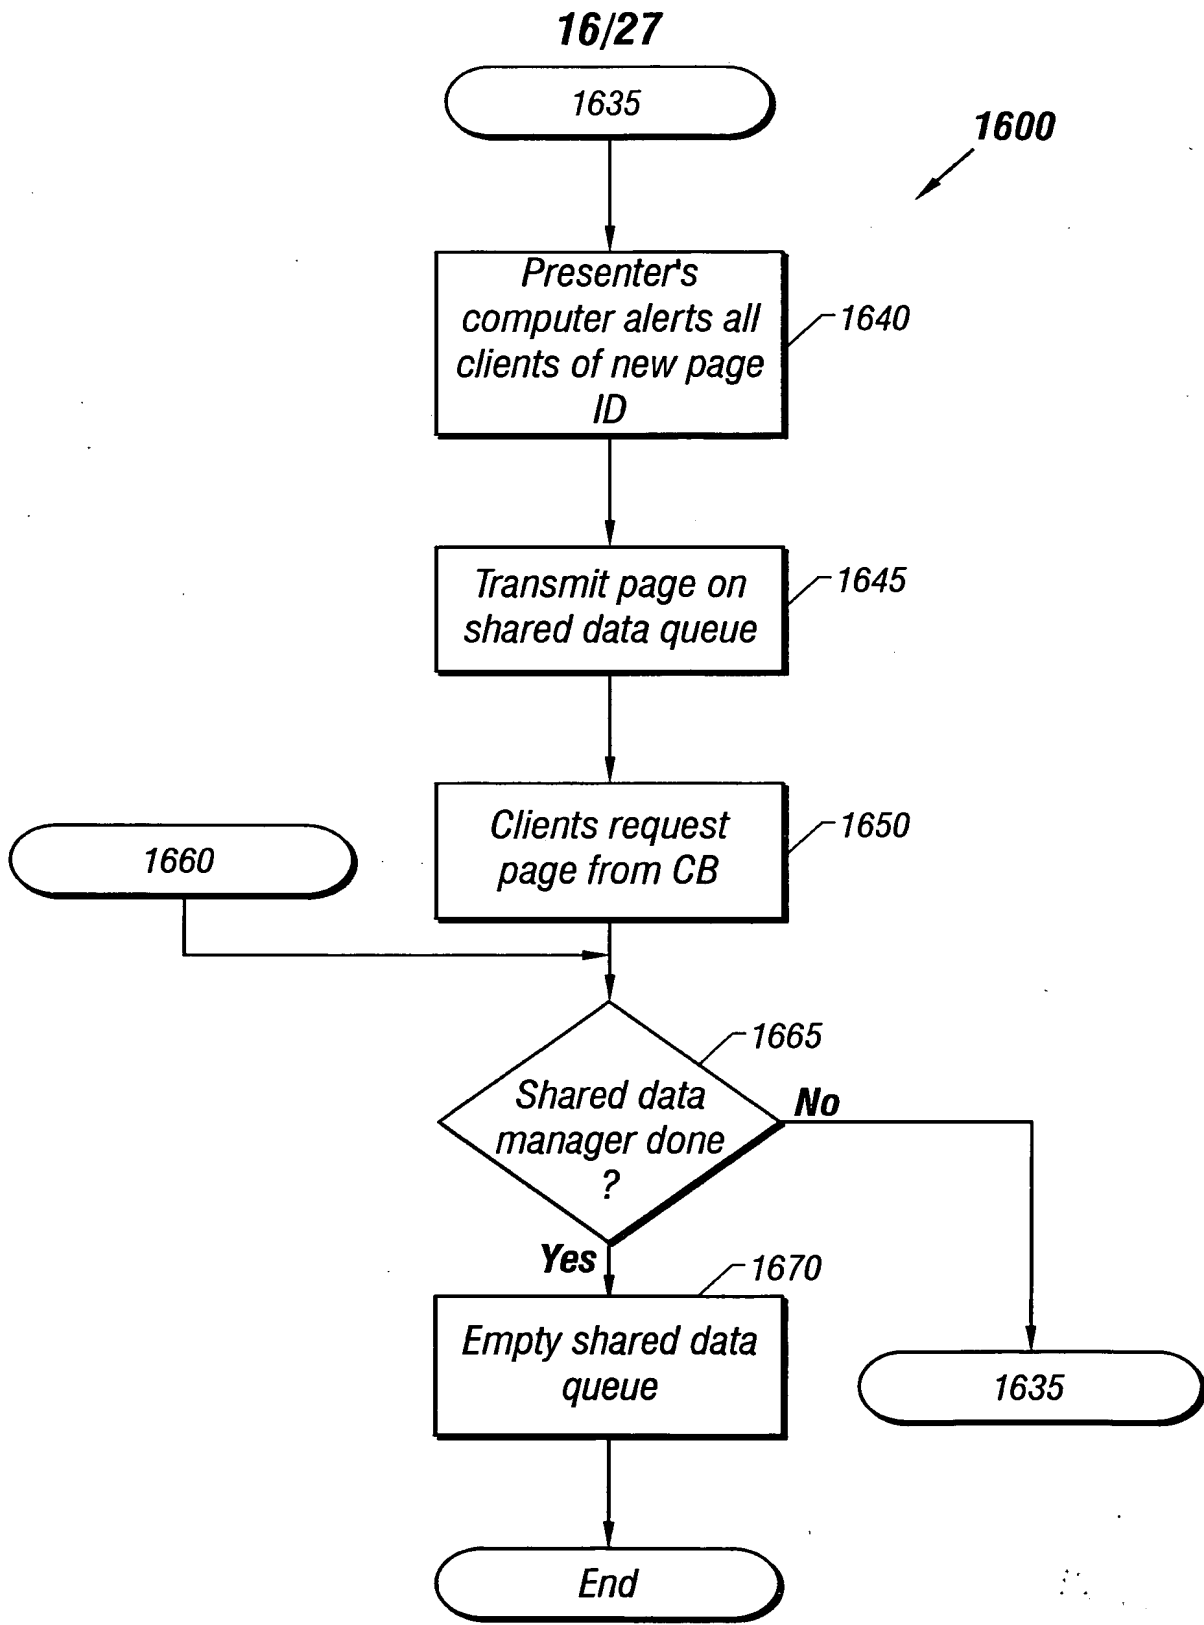 16/27
1635
1600
Presenter's
computer alerts all
clients of new page
ID
1640
Transmit page on
shared data queue
1645
Clients request
page from CB
1650
1660
1665
Shared data
manager done
?
No
Yes
1670
Empty shared data
queue
1635
End